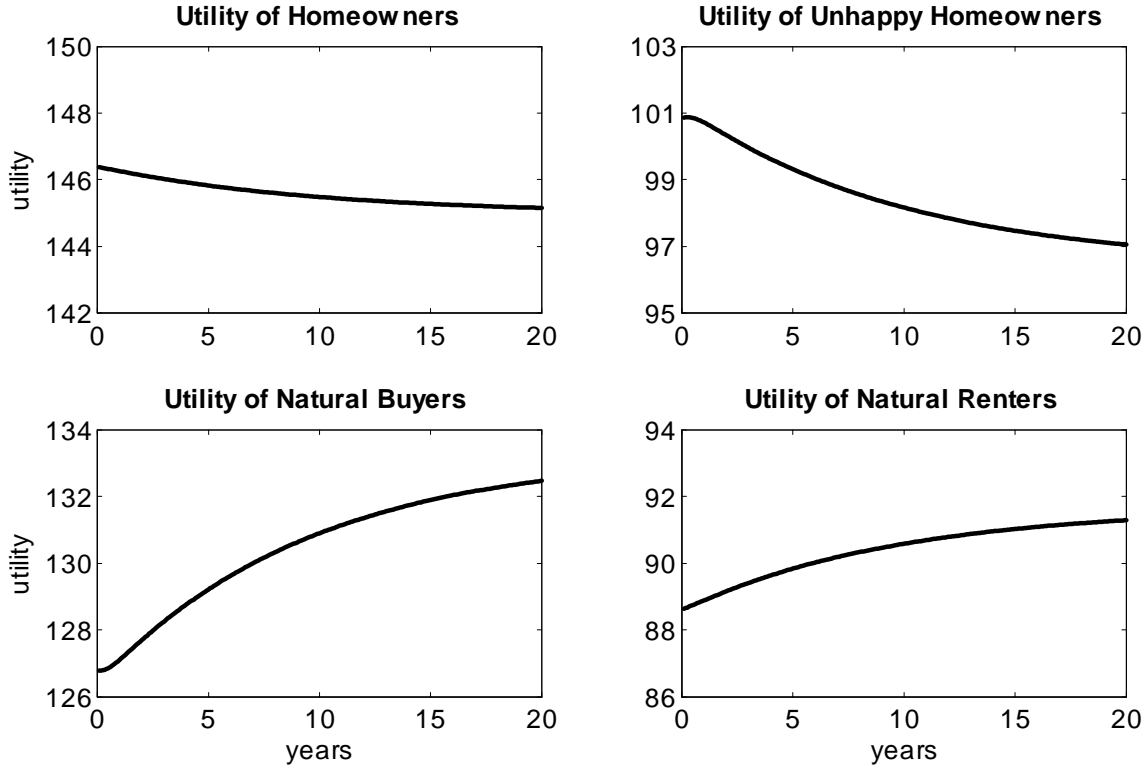 Utility of Homeowners
Utility of Unhappy Homeowners
150
148
146
144
142
utility
0 5 10 15 20
103
101
99
97
95
0 5 10 15 20
Utility of Natural Buyers
Utility of Natural Renters
134
132
130
128
126
utility
0 5 10 15 20
years
94
92
90
88
86
0 5 10 15 20
years